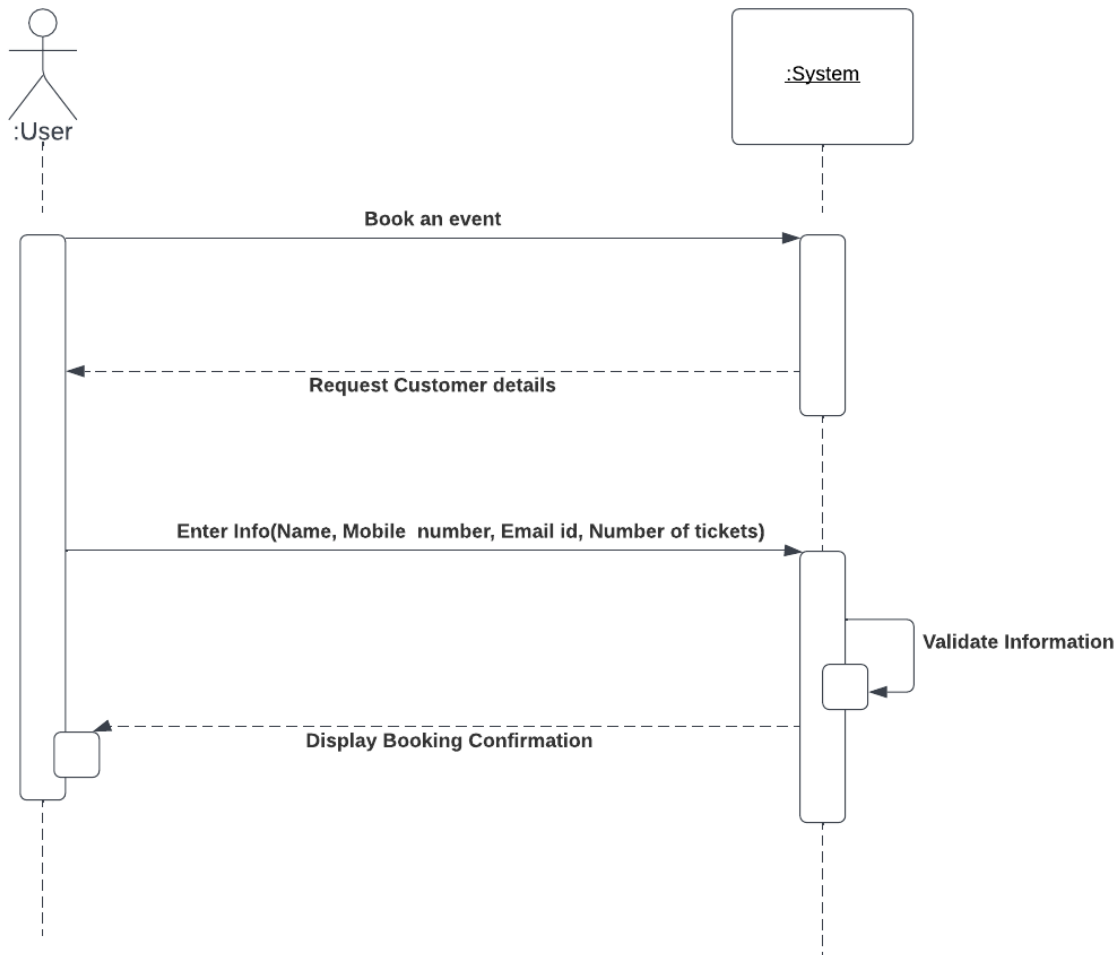 :User
:System
Book an event
Request Customer details
Enter Info(Name, Mobile  number, Email id, Number of tickets)
Validate Information
Display Booking Confirmation